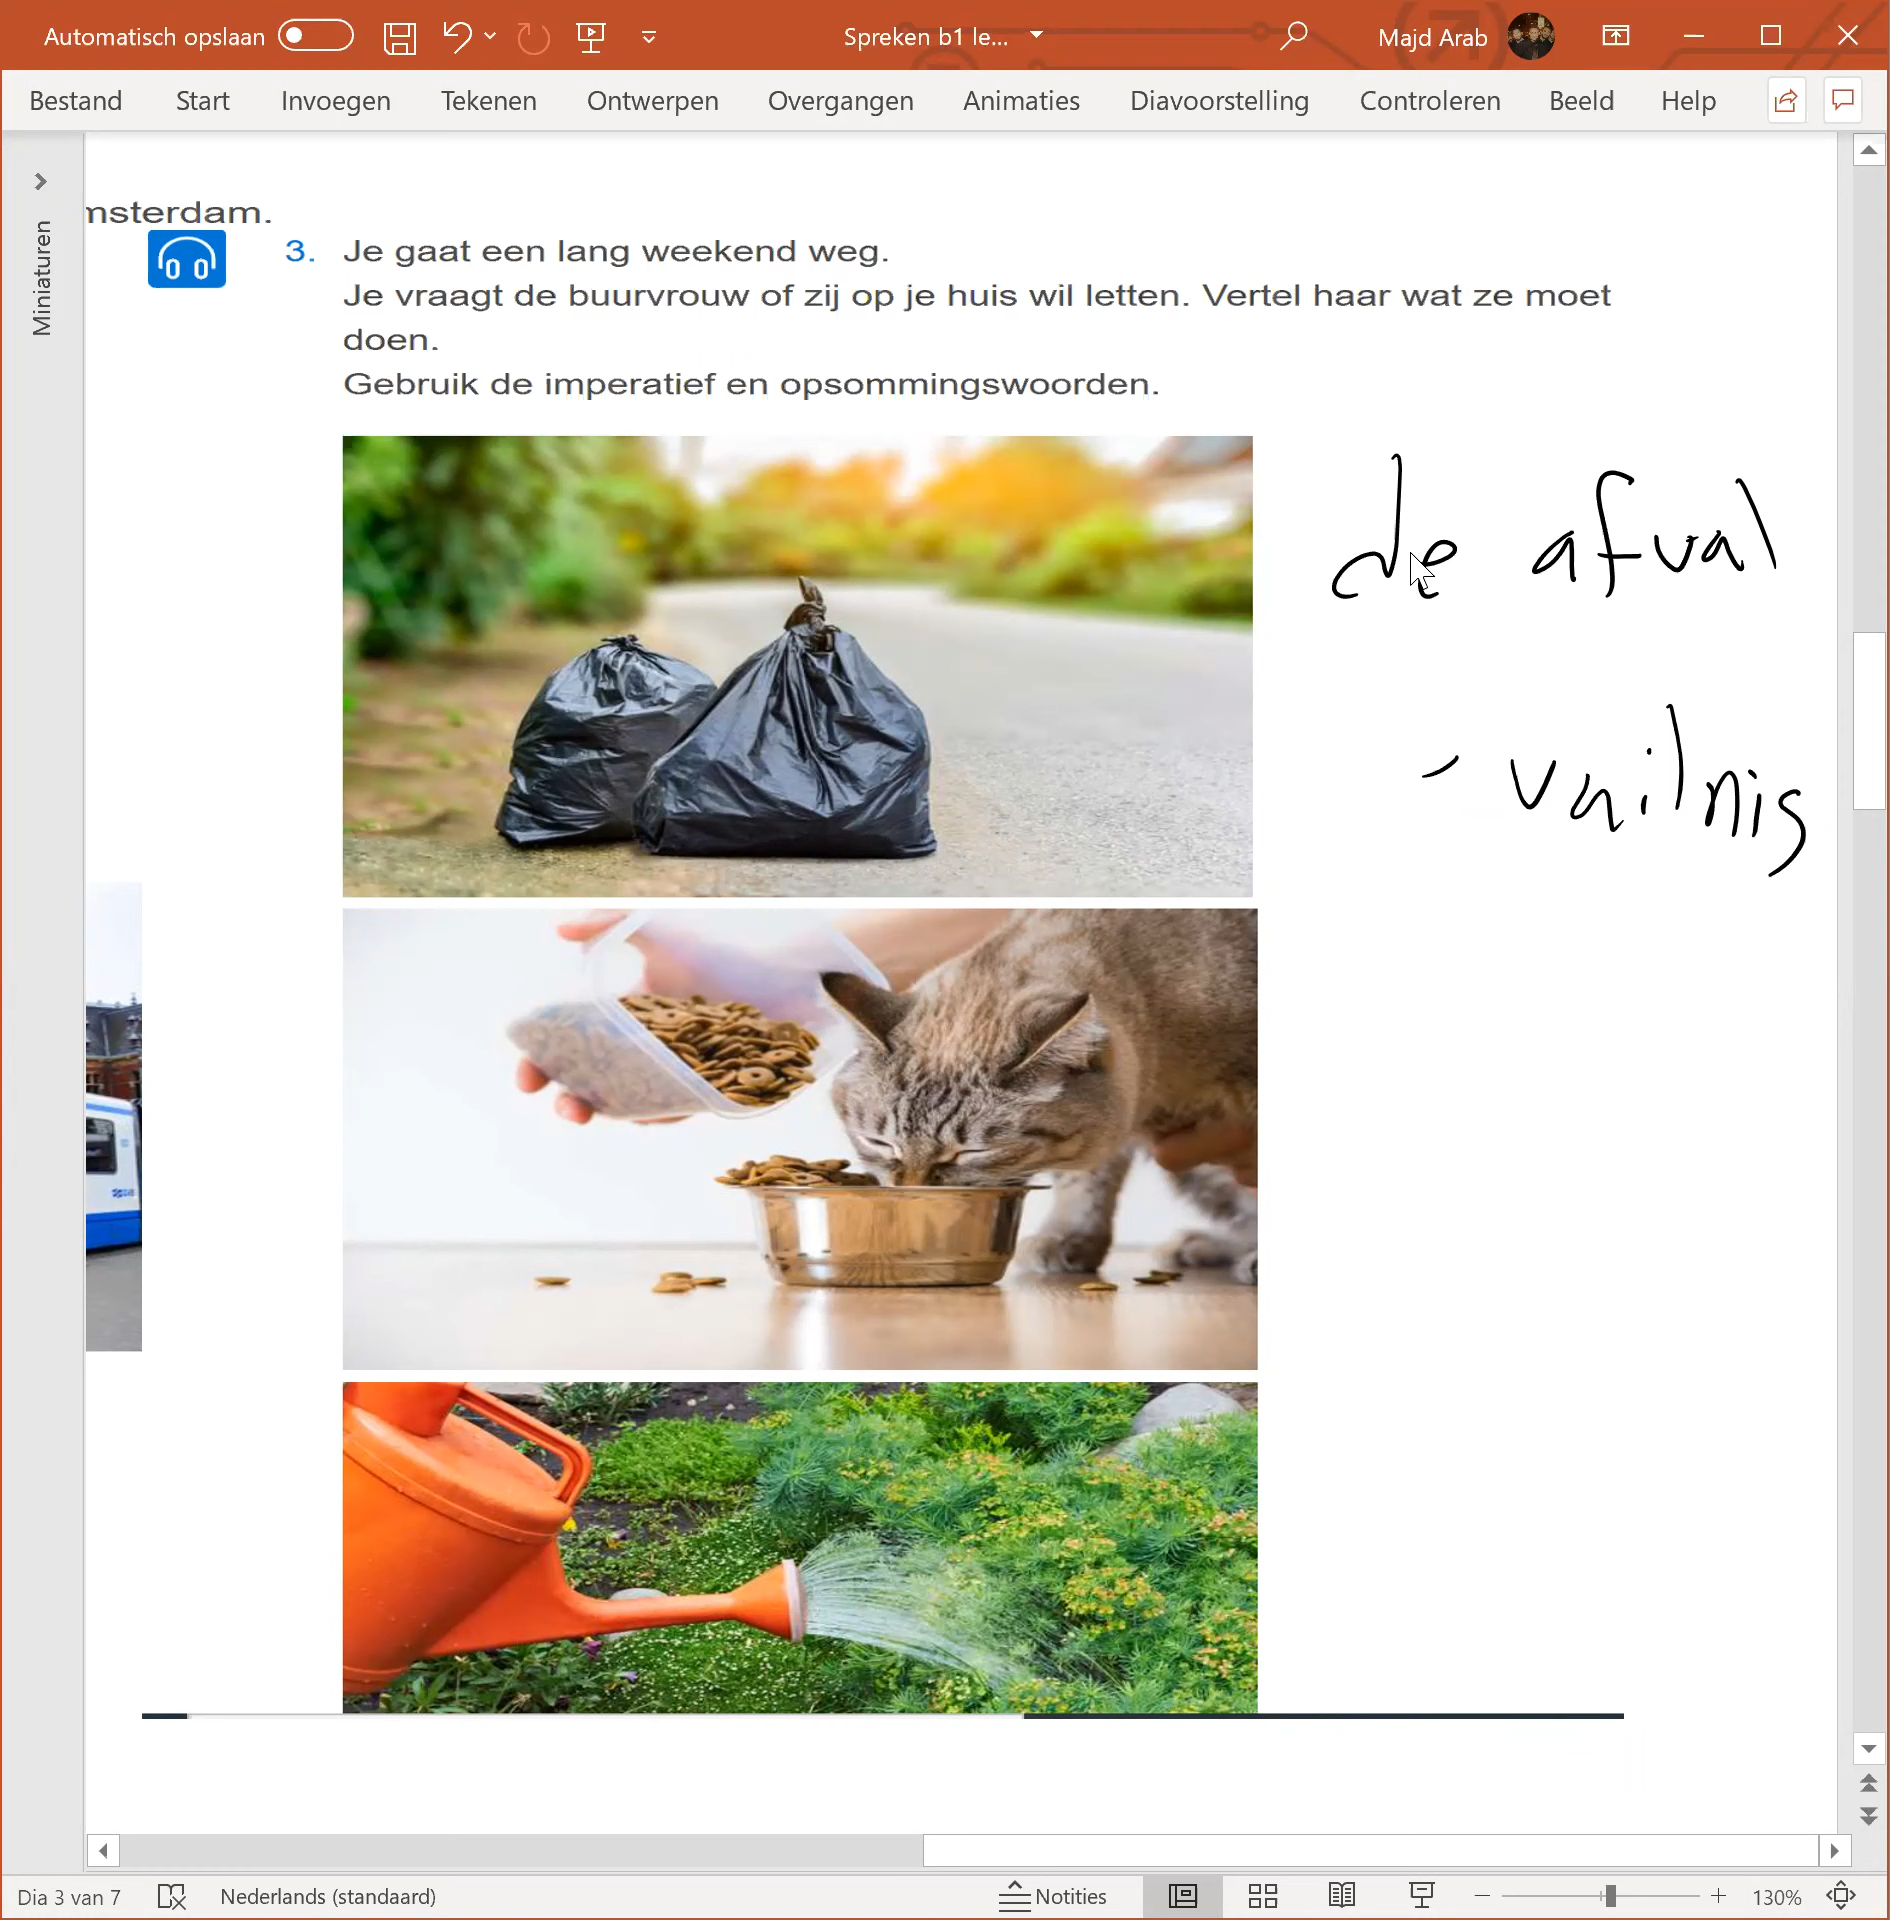 Automatisch opslaan
Spreken b1 le...
Majd Arab
Bestand Start Invoegen Tekenen Ontwerpen Overgangen Animaties Diavoorstelling Controleren Beeld Help
Miniaturen
msterdam.
3. Je gaat een lang weekend weg.
Je vraagt de buurvrouw of zij op je huis wil letten. Vertel haar wat ze moet
doen.
Gebruik de imperatief en opsommingswoorden.
de afval
- vuilnis
Dia 3 van 7 Nederlands (standaard) Notities 130%